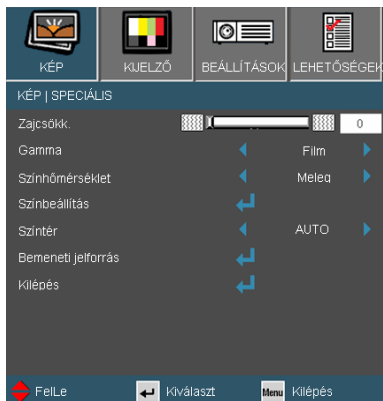 KÉP KIJELZŐ BEÁLLÍTÁSOK LEHETŐSÉGEK
KÉP | SPECIÁLIS
Zajcsökk. 0
Gamma Film
Színhőmérséklet Meleg
Színbeállítás
Színtér AUTO
Bemeneti jelforrás
Kilépés
FelLe Kiválaszt Menu Kilépés